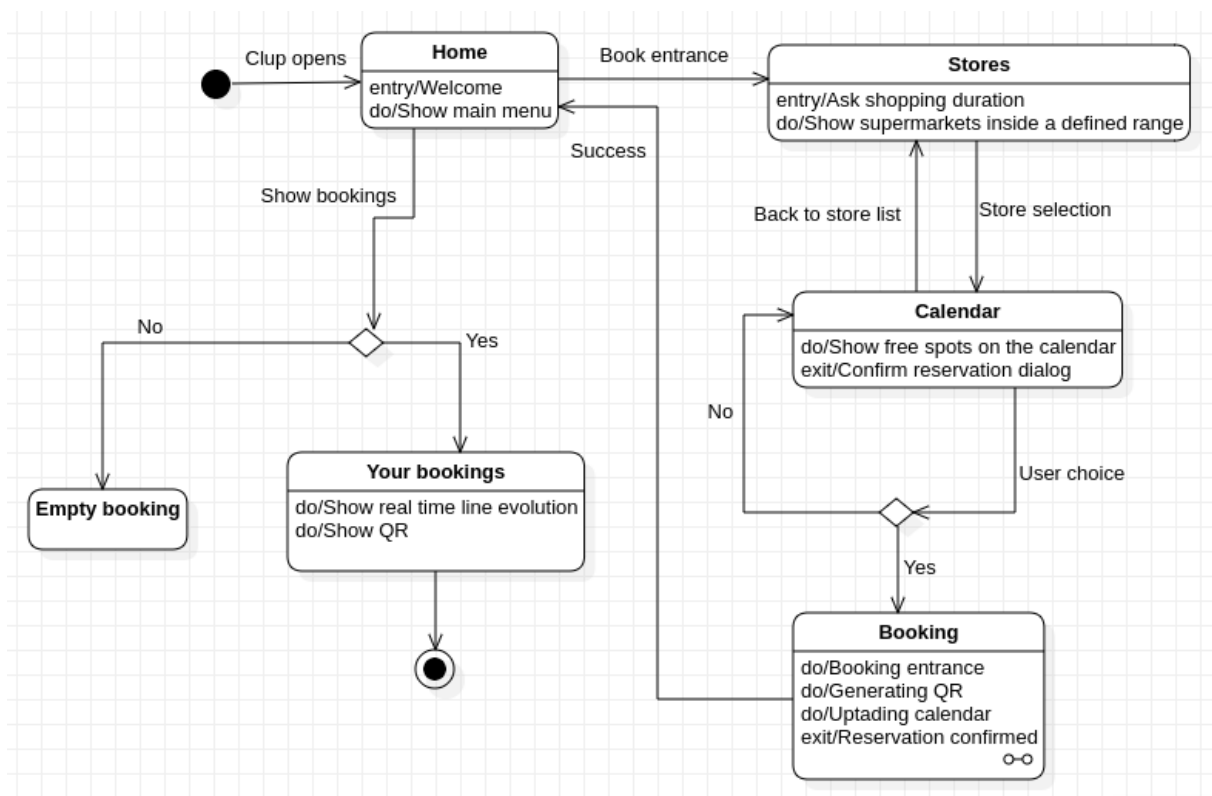 Clup opens
Home
entry/Welcome
do/Show main menu
Book entrance
Stores
entry/Ask shopping duration
do/Show supermarkets inside a defined range
Success
Show bookings
Back to store list
Store selection
Calendar
do/Show free spots on the calendar
exit/Confirm reservation dialog
No
Yes
No
User choice
Empty booking
Your bookings
do/Show real time line evolution
do/Show QR
Yes
Booking
do/Booking entrance
do/Generating QR
do/Uptading calendar
exit/Reservation confirmed